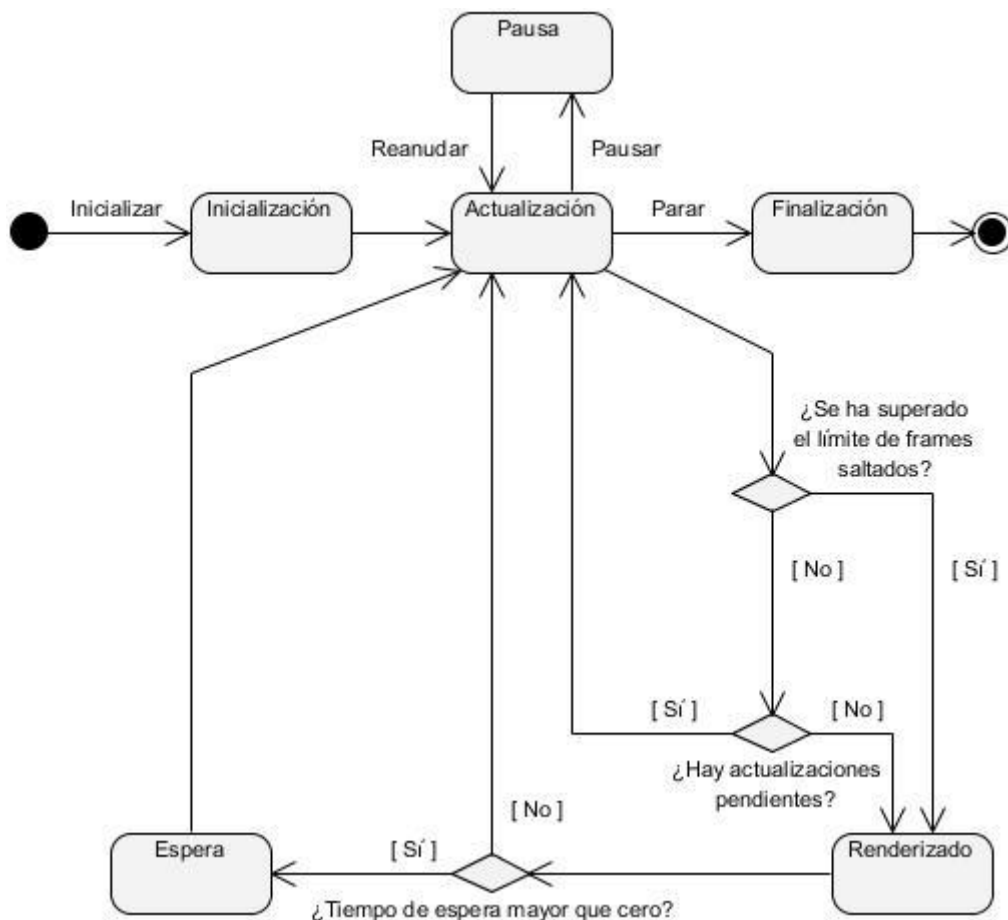 Pausa
Reanudar
Pausar
Inicializar
Inicialización
Actualización
Parar
Finalización
¿Se ha superado
el límite de frames
saltados?
[ No ]
[ Sí ]
[ Sí ]
[ No ]
¿Hay actualizaciones
pendientes?
[ No ]
Espera
[ Sí ]
Renderizado
¿Tiempo de espera mayor que cero?